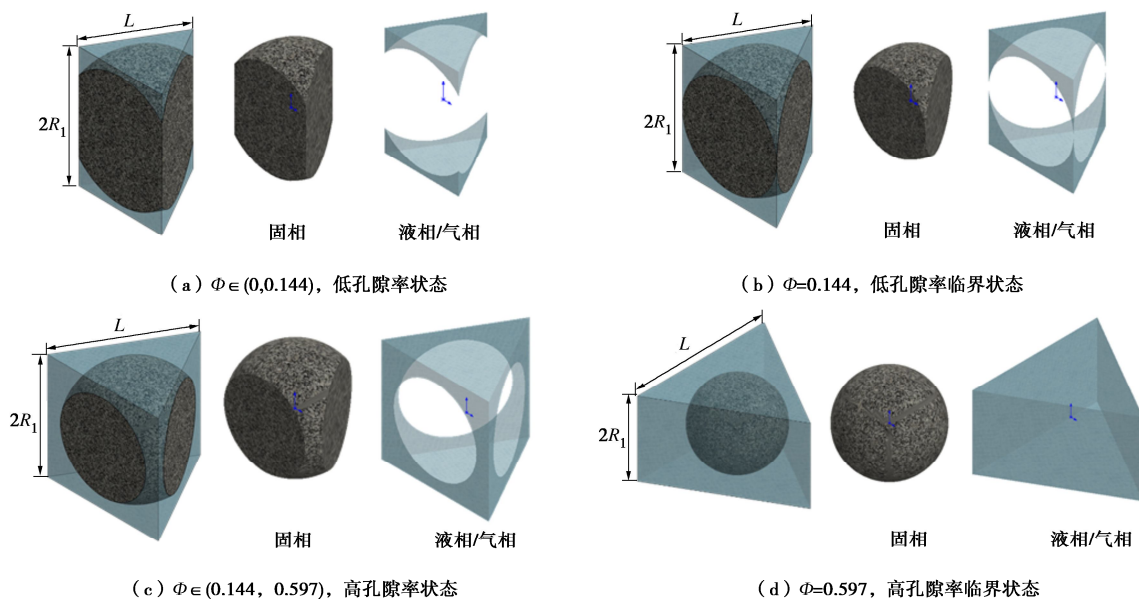 L
2R₁
固相
液相/气相
(a) Φ∈(0,0.144), 低孔隙率状态
L
2R₁
固相
液相/气相
(b) Φ=0.144, 低孔隙率临界状态
L
2R₁
固相
液相/气相
(c) Φ∈(0.144, 0.597), 高孔隙率状态
L
2R₁
固相
液相/气相
(d) Φ=0.597, 高孔隙率临界状态